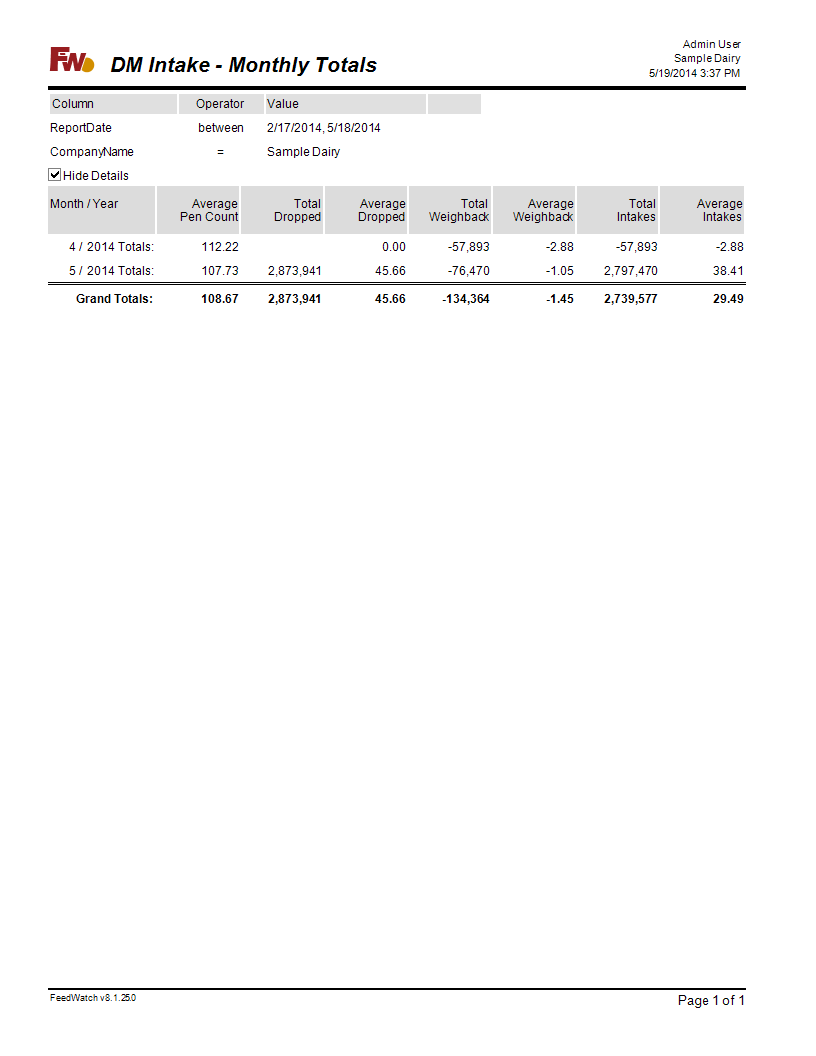 Admin User
FW DM Intake - Monthly Totals
Sample Dairy
5/19/2014 3:37 PM
Column Operator Value
ReportDate between 2/17/2014, 5/18/2014
CompanyName = Sample Dairy
Hide Details
Month / Year Average Total Average Total Average Total Average
Pen Count Dropped Dropped Weighback Weighback Intakes Intakes
4 / 2014 Totals: 112.22 0.00 -57,893 -2.88 -57,893 -2.88
5 / 2014 Totals: 107.73 2,873,941 45.66 -76,470 -1.05 2,797,470 38.41
Grand Totals: 108.67 2,873,941 45.66 -134,364 -1.45 2,739,577 29.49
FeedWatch v8.1.25.0 Page 1 of 1